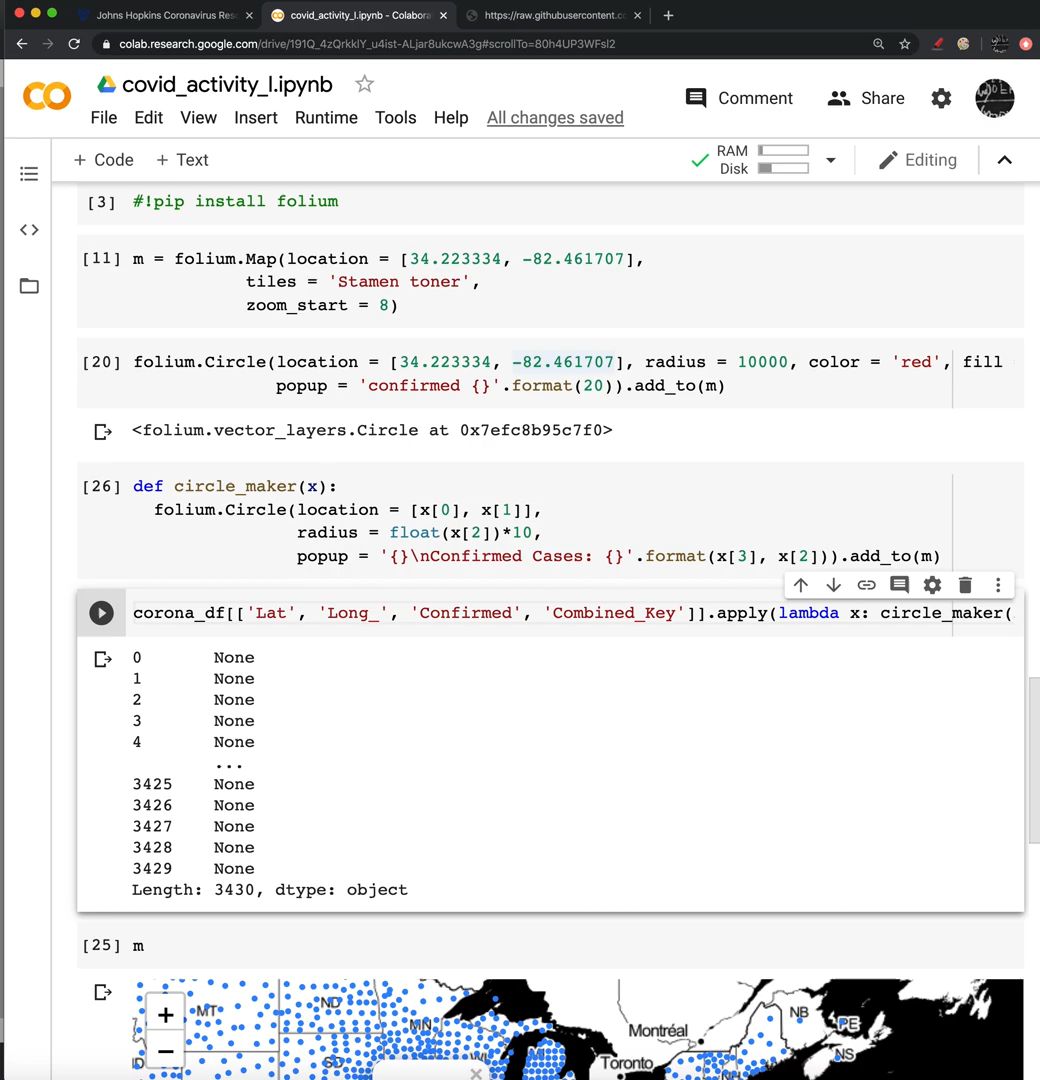 Johns Hopkins Coronavirus Res
covid_activity_I.ipynb - Colabora
https://raw.githubusercontent.c
colab.research.google.com/drive/191Q_4zQrkklY_u4ist-ALjar8ukcwA3g#scrollTo=80h4UP3WFsl2
covid_activity_I.ipynb
File Edit View Insert Runtime Tools Help All changes saved
Comment Share
+ Code + Text
RAM
Disk
Editing
[3] #!pip install folium
[11] m = folium.Map(location = [34.223334, -82.461707],
tiles = 'Stamen toner',
zoom_start = 8)
[20] folium.Circle(location = [34.223334, -82.461707], radius = 10000, color = 'red', fill
popup = 'confirmed {}'.format(20)).add_to(m)
<folium.vector_layers.Circle at 0x7efc8b95c7f0>
[26] def circle_maker(x):
folium.Circle(location = [x[0], x[1]],
radius = float(x[2])*10,
popup = '{}\nConfirmed Cases: {}'.format(x[3], x[2])).add_to(m)
corona_df[['Lat', 'Long_', 'Confirmed', 'Combined_Key']].apply(lambda x: circle_maker(
0 None
1 None
2 None
3 None
4 None
...
3425 None
3426 None
3427 None
3428 None
3429 None
Length: 3430, dtype: object
[25] m
+
−
MT
ND
MN
SD
WI
Montréal
Toronto
NB
PE
NS
NH